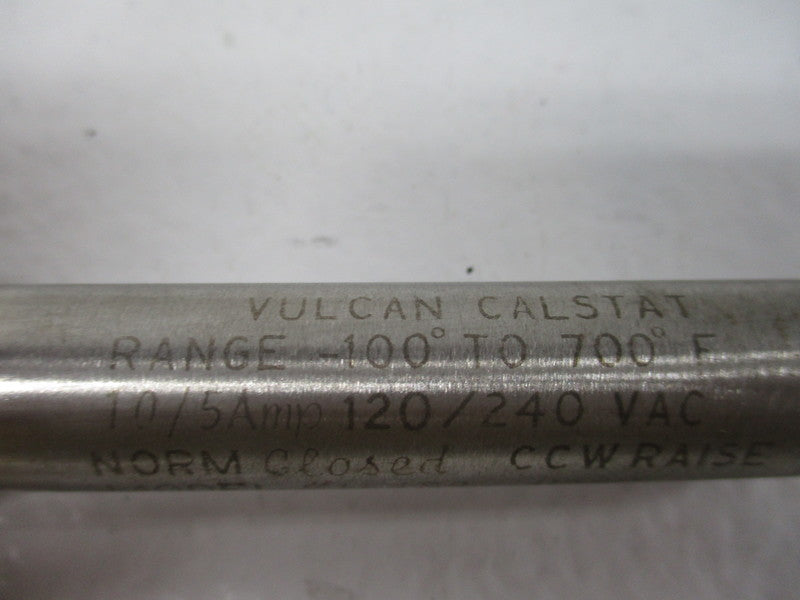 VULCAN CALSTAT
RANGE -100° TO 700° F
10/5Amp 120/240 VAC
NORM Closed CCW RAISE